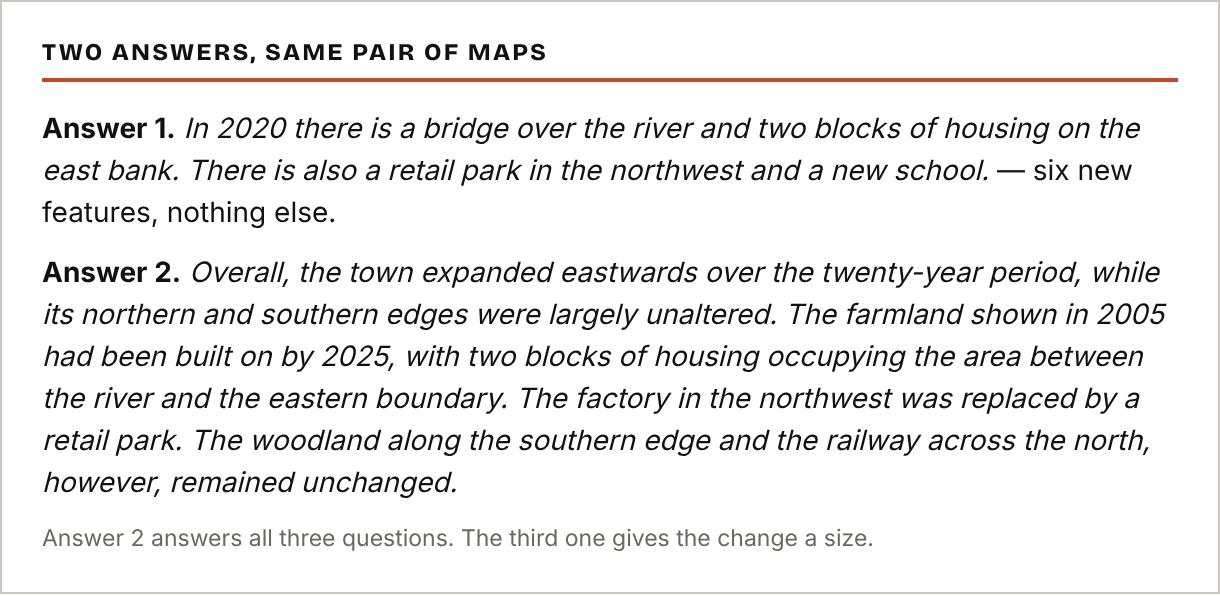 TWO ANSWERS, SAME PAIR OF MAPS
Answer 1. In 2020 there is a bridge over the river and two blocks of housing on the
east bank. There is also a retail park in the northwest and a new school. — six new
features, nothing else.
Answer 2. Overall, the town expanded eastwards over the twenty-year period, while
its northern and southern edges were largely unaltered. The farmland shown in 2005
had been built on by 2025, with two blocks of housing occupying the area between
the river and the eastern boundary. The factory in the northwest was replaced by a
retail park. The woodland along the southern edge and the railway across the north,
however, remained unchanged.
Answer 2 answers all three questions. The third one gives the change a size.